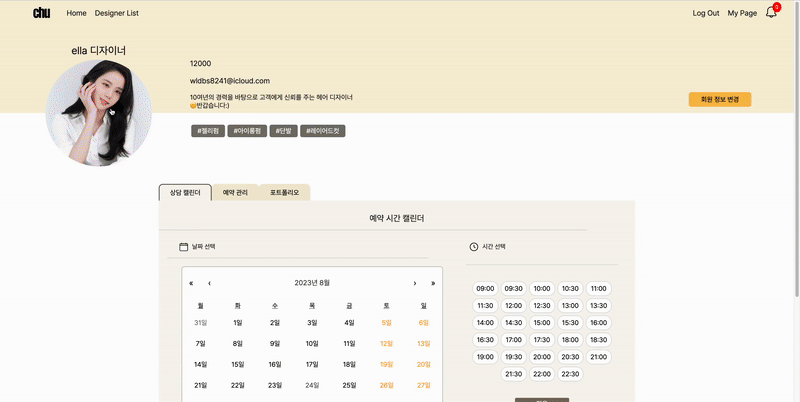 chu Home Designer List Log Out My Page 0
ella 디자이너
12000
wldbs8241@icloud.com
10여년의 경력을 바탕으로 고객에게 신뢰를 주는 헤어 디자이너
반갑습니다:)
회원 정보 변경
#젤리펌 #아이롱펌 #단발 #레이어드컷
상담 캘린더 예약 관리 포트폴리오
예약 시간 캘린더
날짜 선택 시간 선택
« ‹ 2023년 8월 › »
월 화 수 목 금 토 일
31일 1일 2일 3일 4일 5일 6일
7일 8일 9일 10일 11일 12일 13일
14일 15일 16일 17일 18일 19일 20일
21일 22일 23일 24일 25일 26일 27일
09:00 09:30 10:00 10:30 11:00
11:30 12:00 12:30 13:00 13:30
14:00 14:30 15:00 15:30 16:00
16:30 17:00 17:30 18:00 18:30
19:00 19:30 20:00 20:30 21:00
21:30 22:00 22:30